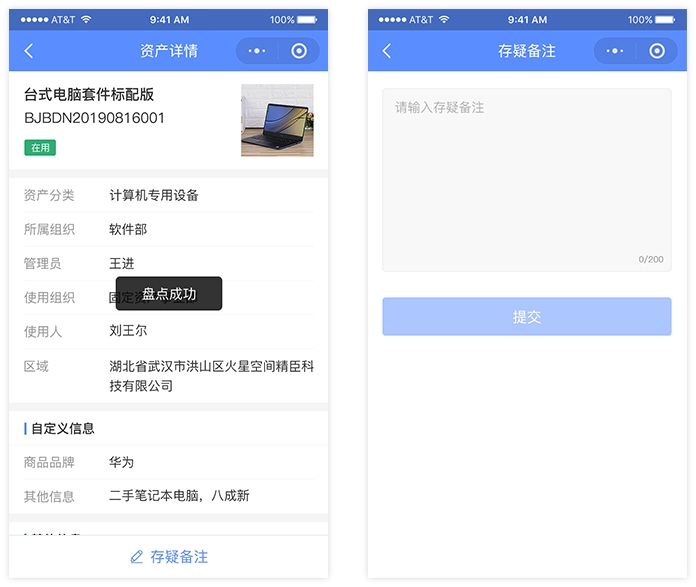 AT&T 9:41 AM 100%
资产详情
台式电脑套件标配版
BJBDN20190816001
在用
资产分类 计算机专用设备
所属组织 软件部
管理员 王进
使用组织
盘点成功
使用人 刘王尔
区域 湖北省武汉市洪山区火星空间精臣科
技有限公司
自定义信息
商品品牌 华为
其他信息 二手笔记本电脑，八成新
存疑备注
AT&T 9:41 AM 100%
存疑备注
请输入存疑备注
0/200
提交